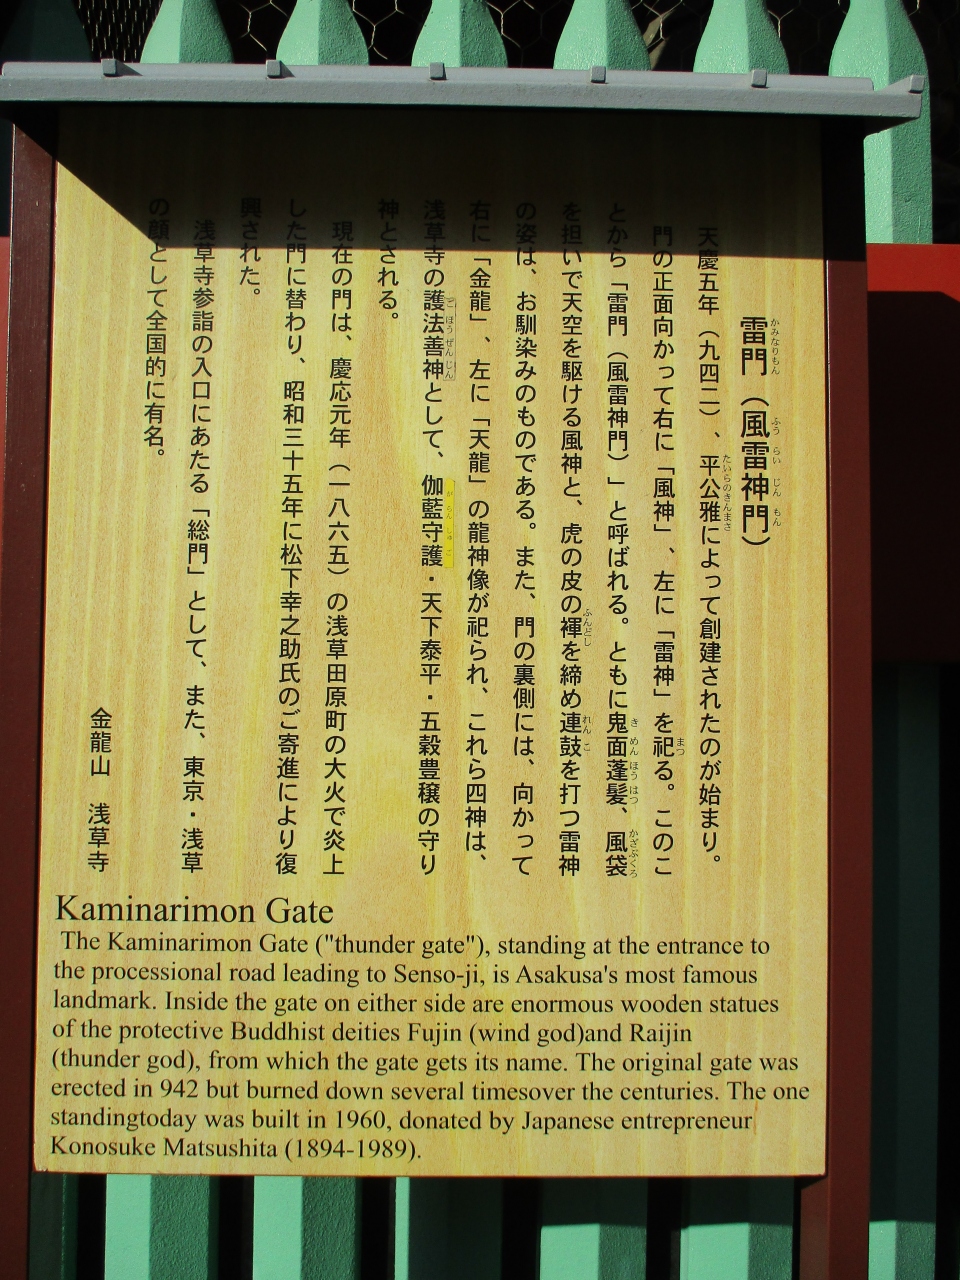 雷門（風雷神門）
天慶五年（九四二）、平公雅によって創建されたのが始まり。
門の正面向かって右に「風神」、左に「雷神」を祀る。このこ
とから「雷門（風雷神門）」と呼ばれる。ともに鬼面蓬髪、風袋
を担いで天空を駆ける風神と、虎の皮の褌を締め連鼓を打つ雷神
の姿は、お馴染みのものである。また、門の裏側には、向かって
右に「金龍」、左に「天龍」の龍神像が祀られ、これら四神は、
浅草寺の護法善神として、伽藍守護・天下泰平・五穀豊穣の守り
神とされる。
現在の門は、慶応元年（一八六五）の浅草田原町の大火で炎上
した門に替わり、昭和三十五年に松下幸之助氏のご寄進により復
興された。
浅草寺参詣の入口にあたる「総門」として、また、東京・浅草
の顔として全国的に有名。
金龍山　浅草寺
Kaminarimon Gate
The Kaminarimon Gate ("thunder gate"), standing at the entrance to
the processional road leading to Senso-ji, is Asakusa's most famous
landmark. Inside the gate on either side are enormous wooden statues
of the protective Buddhist deities Fujin (wind god)and Raijin
(thunder god), from which the gate gets its name. The original gate was
erected in 942 but burned down several timesover the centuries. The one
standingtoday was built in 1960, donated by Japanese entrepreneur
Konosuke Matsushita (1894-1989).